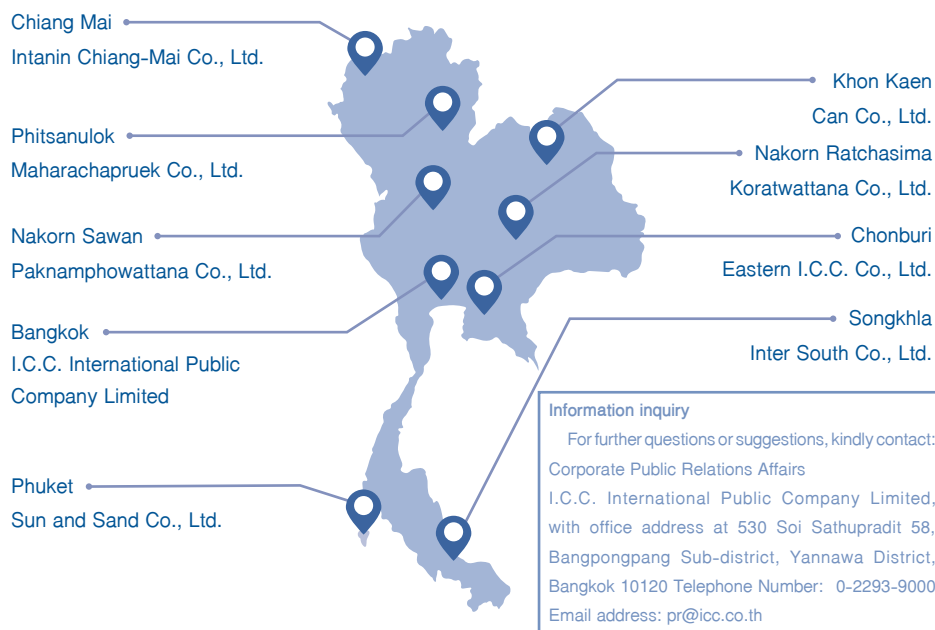 Chiang Mai
Intanin Chiang-Mai Co., Ltd.
Phitsanulok
Maharachapruek Co., Ltd.
Nakorn Sawan
Paknamphowattana Co., Ltd.
Bangkok
I.C.C. International Public
Company Limited
Phuket
Sun and Sand Co., Ltd.
Khon Kaen
Can Co., Ltd.
Nakorn Ratchasima
Koratwattana Co., Ltd.
Chonburi
Eastern I.C.C. Co., Ltd.
Songkhla
Inter South Co., Ltd.
Information inquiry
For further questions or suggestions, kindly contact:
Corporate Public Relations Affairs
I.C.C. International Public Company Limited,
with office address at 530 Soi Sathupradit 58,
Bangpongpang Sub-district, Yannawa District,
Bangkok 10120 Telephone Number: 0-2293-9000
Email address: pr@icc.co.th